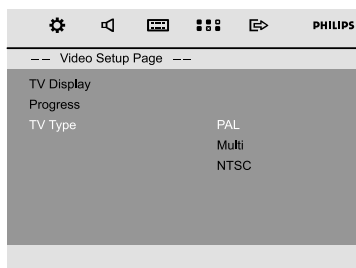 PHILIPS
-- Video Setup Page --
TV Display
Progress
TV Type PAL
Multi
NTSC